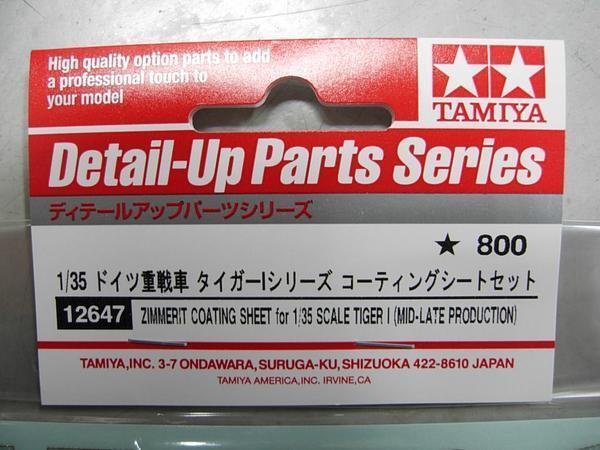 High quality option parts to add
a professional touch to
your model
TAMIYA
Detail-Up Parts Series
ディテールアップパーツシリーズ
★ 800
1/35 ドイツ重戦車 タイガーIシリーズ コーティングシートセット
12647 ZIMMERIT COATING SHEET for 1/35 SCALE TIGER I (MID-LATE PRODUCTION)
TAMIYA,INC. 3-7 ONDAWARA,SURUGA-KU,SHIZUOKA 422-8610 JAPAN
TAMIYA AMERICA,INC. IRVINE,CA